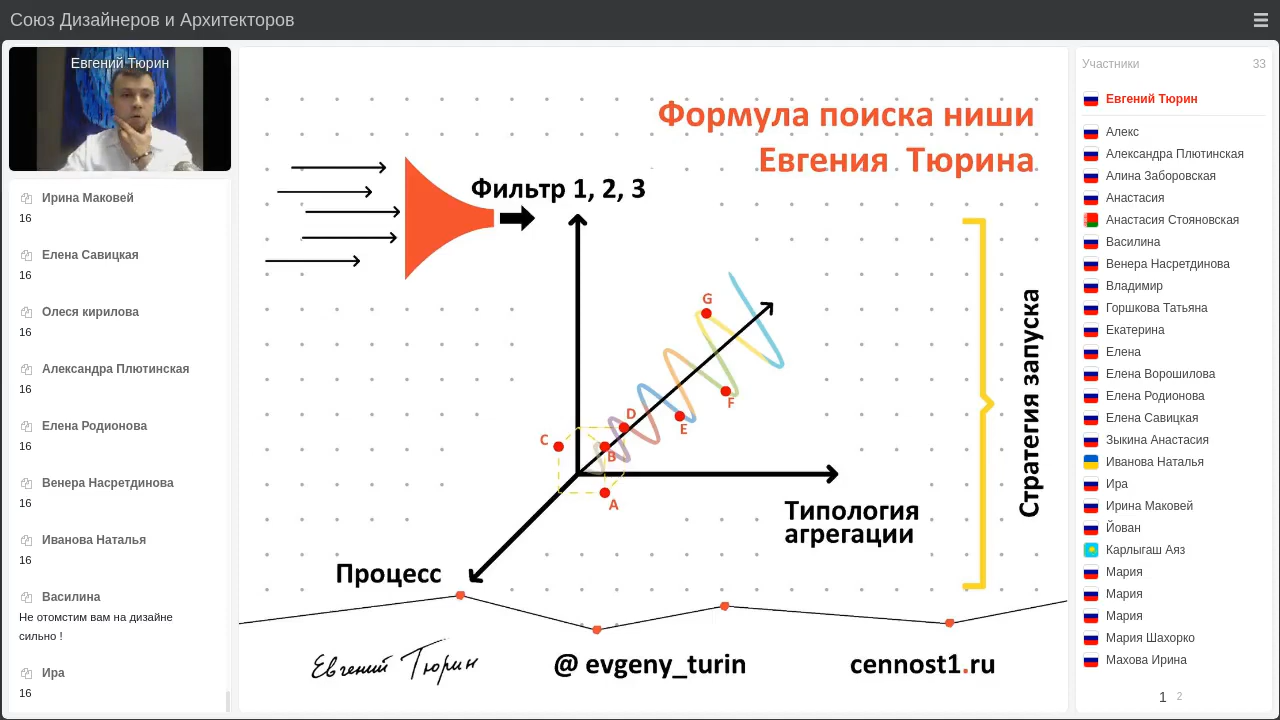 Союз Дизайнеров и Архитекторов
Евгений Тюрин
Ирина Маковей
16
Елена Савицкая
16
Олеся кирилова
16
Александра Плютинская
16
Елена Родионова
16
Венера Насретдинова
16
Иванова Наталья
16
Василина
Не отомстим вам на дизайне
сильно !
Ира
16
Формула поиска ниши
Евгения Тюрина
Фильтр 1, 2, 3
G
D
F
E
C
B
A
Типология
агрегации
Процесс
Стратегия запуска
Евгений Тюрин
@ evgeny_turin
cennost1.ru
Участники 33
Евгений Тюрин
Алекс
Александра Плютинская
Алина Заборовская
Анастасия
Анастасия Стояновская
Василина
Венера Насретдинова
Владимир
Горшкова Татьяна
Екатерина
Елена
Елена Ворошилова
Елена Родионова
Елена Савицкая
Зыкина Анастасия
Иванова Наталья
Ира
Ирина Маковей
Йован
Карлыгаш Аяз
Мария
Мария
Мария
Мария Шахорко
Махова Ирина
1 2